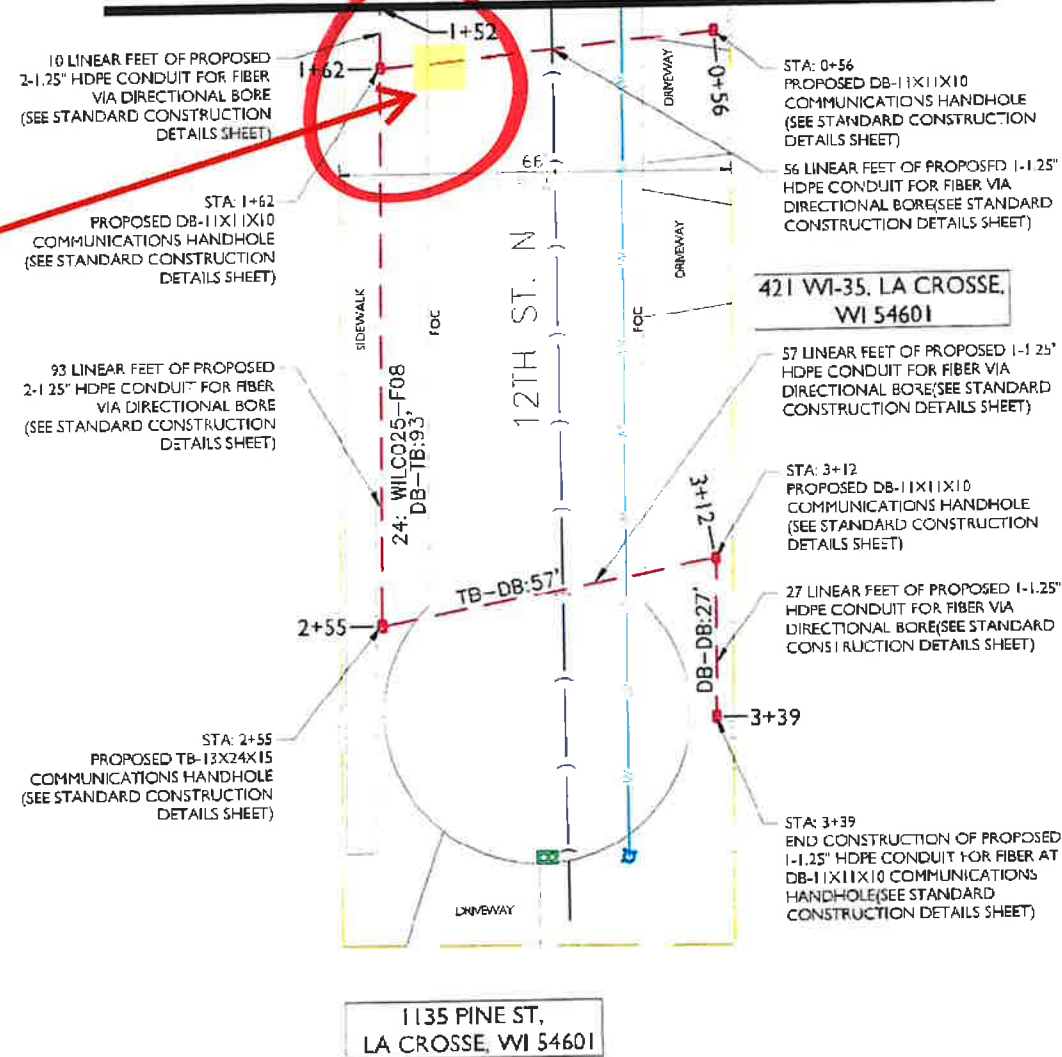 10 LINEAR FEET OF PROPOSED
2-1.25" HDPE CONDUIT FOR FIBER
VIA DIRECTIONAL BORE
(SEE STANDARD CONSTRUCTION
DETAILS SHEET)
STA: 1+62
PROPOSED DB-11X11X10
COMMUNICATIONS HANDHOLE
(SEE STANDARD CONSTRUCTION
DETAILS SHEET)
93 LINEAR FEET OF PROPOSED
2-1.25" HDPE CONDUIT FOR FIBER
VIA DIRECTIONAL BORE
(SEE STANDARD CONSTRUCTION
DETAILS SHEET)
STA: 2+55
PROPOSED TB-13X24X15
COMMUNICATIONS HANDHOLE
(SEE STANDARD CONSTRUCTION
DETAILS SHEET)
1+52
1+62
66'
SIDEWALK
FOC
24: WILC025-F08
DB-TB:93'
12TH ST. N
FOC
DRIVEWAY
DRIVEWAY
0+56
2+55
TB-DB:57'
3+12
DB-DB:27'
3+39
DRIVEWAY
STA: 0+56
PROPOSED DB-11X11X10
COMMUNICATIONS HANDHOLE
(SEE STANDARD CONSTRUCTION
DETAILS SHEET)
56 LINEAR FEET OF PROPOSED 1-1.25"
HDPE CONDUIT FOR FIBER VIA
DIRECTIONAL BORE(SEE STANDARD
CONSTRUCTION DETAILS SHEET)
421 WI-35, LA CROSSE,
WI 54601
57 LINEAR FEET OF PROPOSED 1-1.25"
HDPE CONDUIT FOR FIBER VIA
DIRECTIONAL BORE(SEE STANDARD
CONSTRUCTION DETAILS SHEET)
STA: 3+12
PROPOSED DB-11X11X10
COMMUNICATIONS HANDHOLE
(SEE STANDARD CONSTRUCTION
DETAILS SHEET)
27 LINEAR FEET OF PROPOSED 1-1.25"
HDPE CONDUIT FOR FIBER VIA
DIRECTIONAL BORE(SEE STANDARD
CONSTRUCTION DETAILS SHEET)
STA: 3+39
END CONSTRUCTION OF PROPOSED
1-1.25" HDPE CONDUIT FOR FIBER AT
DB-11X11X10 COMMUNICATIONS
HANDHOLE(SEE STANDARD
CONSTRUCTION DETAILS SHEET)
1135 PINE ST,
LA CROSSE, WI 54601